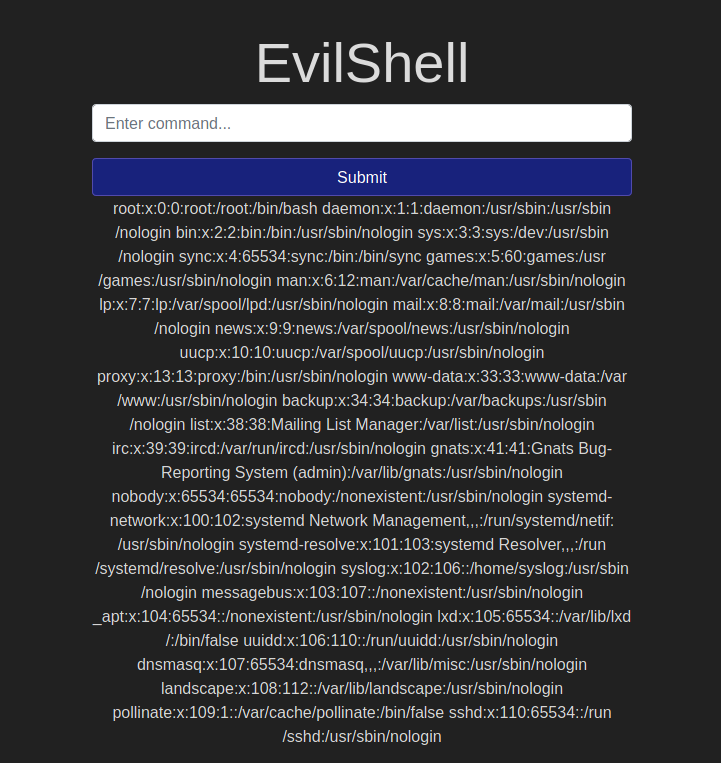 EvilShell
Enter command...
Submit
root:x:0:0:root:/root:/bin/bash daemon:x:1:1:daemon:/usr/sbin:/usr/sbin
/nologin bin:x:2:2:bin:/bin:/usr/sbin/nologin sys:x:3:3:sys:/dev:/usr/sbin
/nologin sync:x:4:65534:sync:/bin:/bin/sync games:x:5:60:games:/usr
/games:/usr/sbin/nologin man:x:6:12:man:/var/cache/man:/usr/sbin/nologin
lp:x:7:7:lp:/var/spool/lpd:/usr/sbin/nologin mail:x:8:8:mail:/var/mail:/usr/sbin
/nologin news:x:9:9:news:/var/spool/news:/usr/sbin/nologin
uucp:x:10:10:uucp:/var/spool/uucp:/usr/sbin/nologin
proxy:x:13:13:proxy:/bin:/usr/sbin/nologin www-data:x:33:33:www-data:/var
/www:/usr/sbin/nologin backup:x:34:34:backup:/var/backups:/usr/sbin
/nologin list:x:38:38:Mailing List Manager:/var/list:/usr/sbin/nologin
irc:x:39:39:ircd:/var/run/ircd:/usr/sbin/nologin gnats:x:41:41:Gnats Bug-
Reporting System (admin):/var/lib/gnats:/usr/sbin/nologin
nobody:x:65534:65534:nobody:/nonexistent:/usr/sbin/nologin systemd-
network:x:100:102:systemd Network Management,,,:/run/systemd/netif:
/usr/sbin/nologin systemd-resolve:x:101:103:systemd Resolver,,,:/run
/systemd/resolve:/usr/sbin/nologin syslog:x:102:106::/home/syslog:/usr/sbin
/nologin messagebus:x:103:107::/nonexistent:/usr/sbin/nologin
_apt:x:104:65534::/nonexistent:/usr/sbin/nologin lxd:x:105:65534::/var/lib/lxd
/:/bin/false uuidd:x:106:110::/run/uuidd:/usr/sbin/nologin
dnsmasq:x:107:65534:dnsmasq,,,:/var/lib/misc:/usr/sbin/nologin
landscape:x:108:112::/var/lib/landscape:/usr/sbin/nologin
pollinate:x:109:1::/var/cache/pollinate:/bin/false sshd:x:110:65534::/run
/sshd:/usr/sbin/nologin